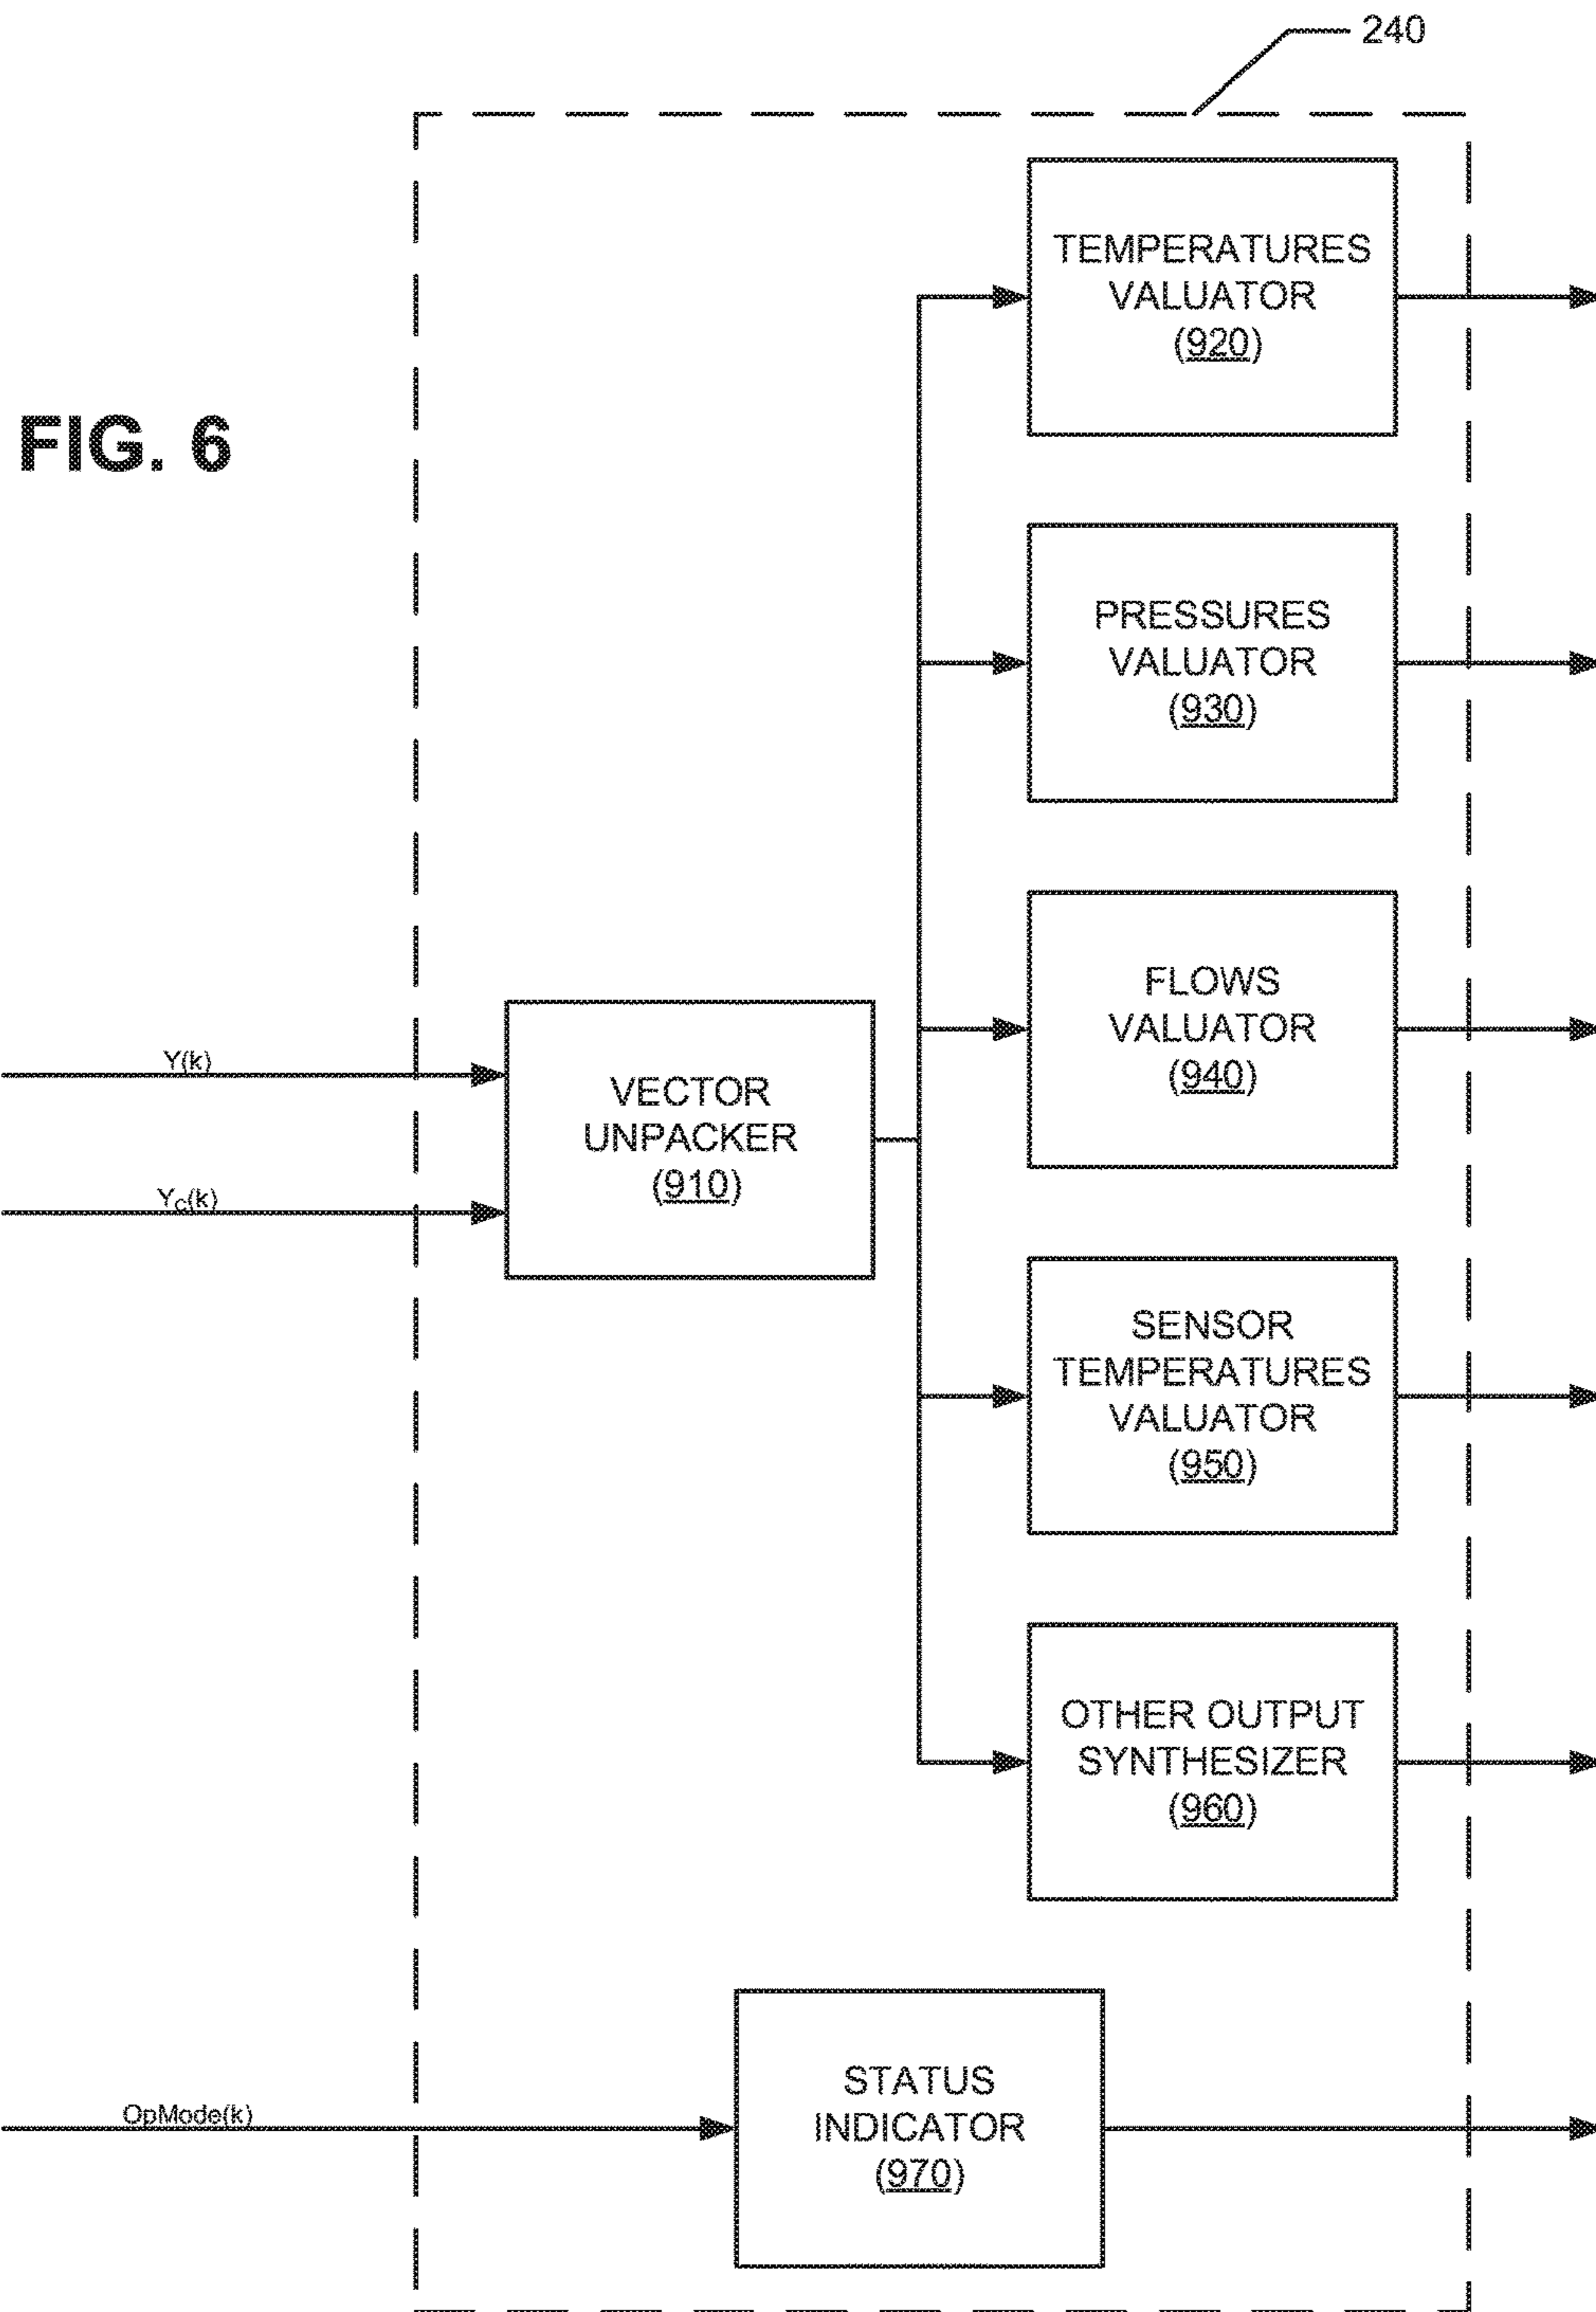 240
TEMPERATURES
VALUATOR
(920)
FIG. 6
PRESSURES
VALUATOR
(930)
FLOWS
VALUATOR
(940)
Y(k)
VECTOR
UNPACKER
(910)
Y_C(k)
SENSOR
TEMPERATURES
VALUATOR
(950)
OTHER OUTPUT
SYNTHESIZER
(960)
STATUS
INDICATOR
(970)
OpMode(k)